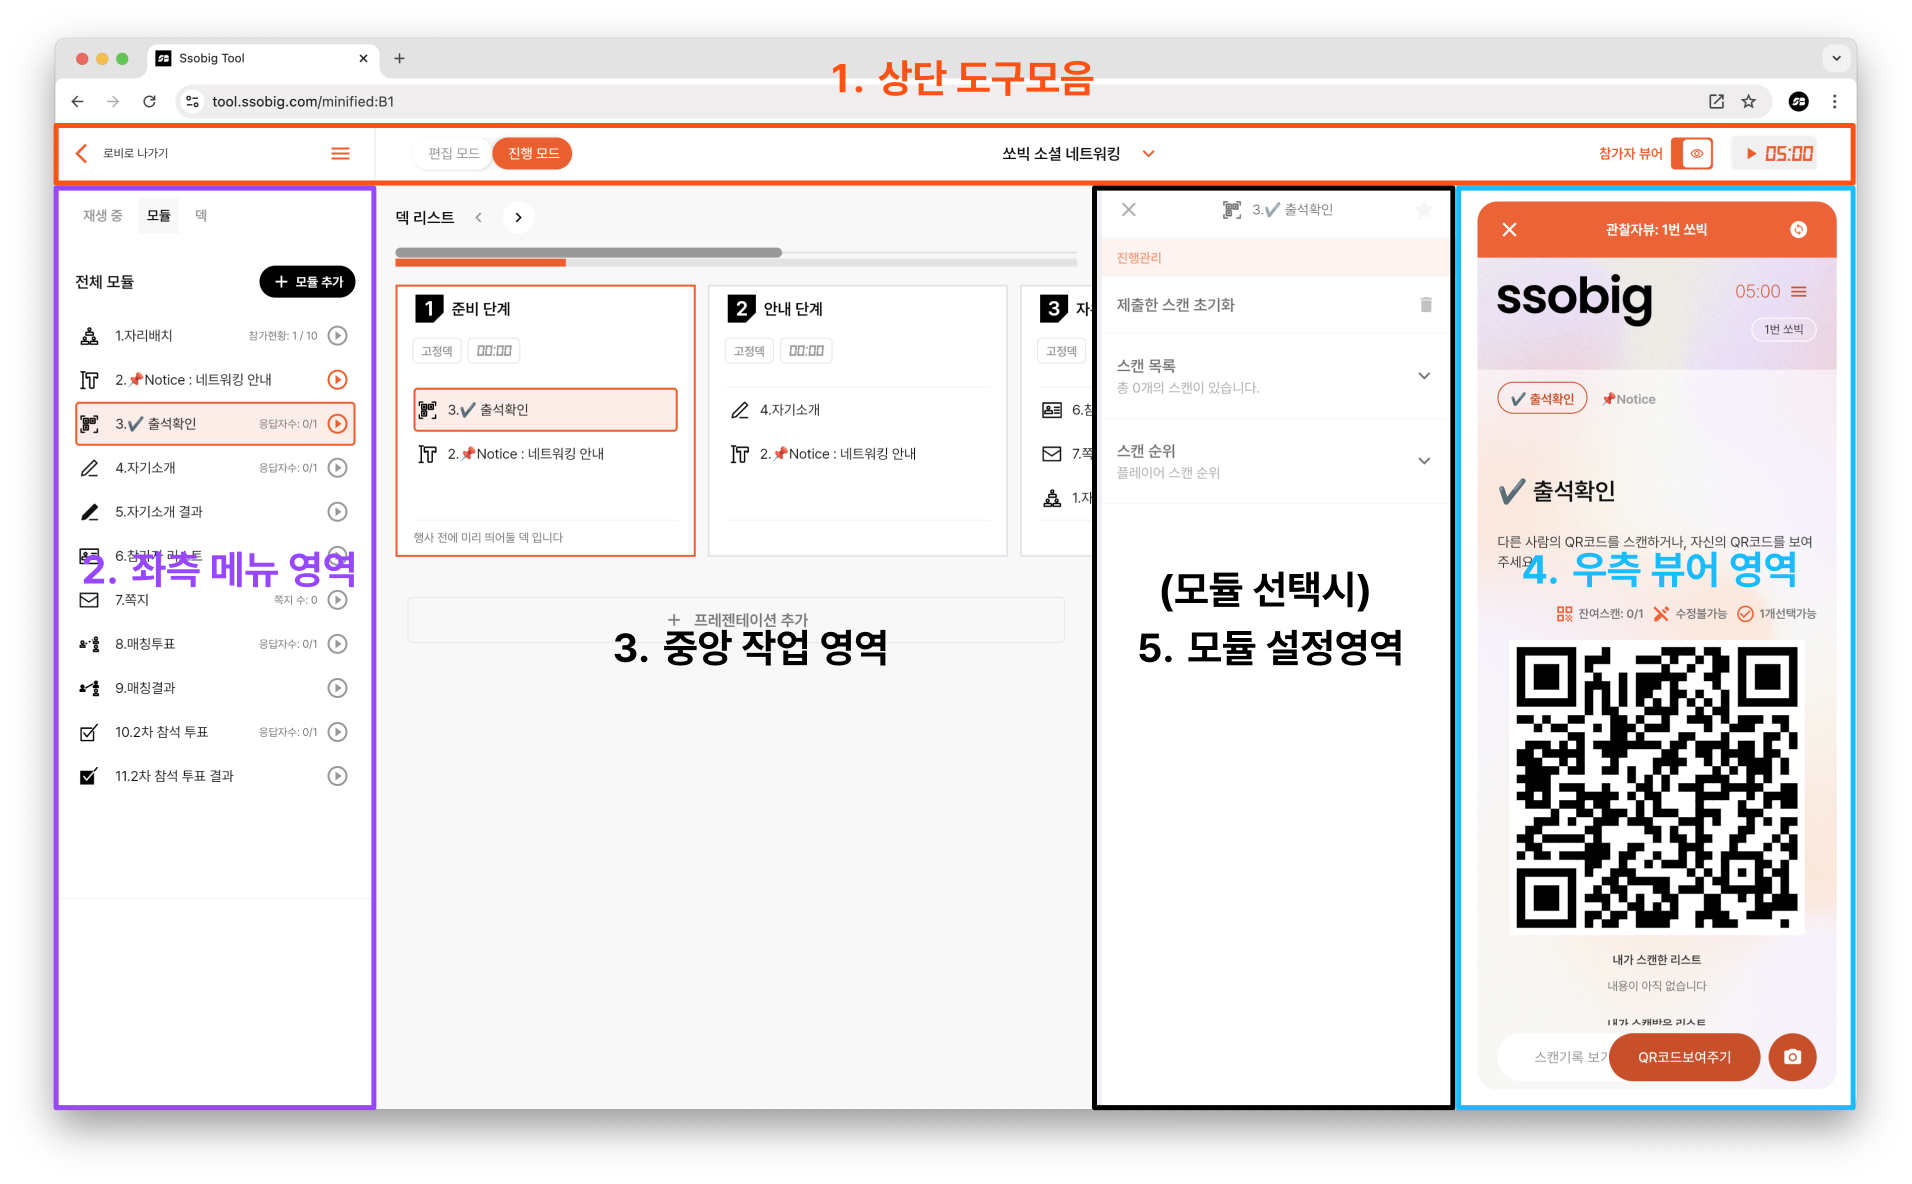 Ssobig Tool
1. 상단 도구모음
tool.ssobig.com/minified:B1
로비로 나가기
편집 모드
진행 모드
쏘빅 소셜 네트워킹
참가자 뷰어
05:00
재생 중
모듈
덱
전체 모듈
모듈 추가
1.자리배치
참가현황: 1 / 10
2.📌Notice : 네트워킹 안내
3.✔ 출석확인
응답자수: 0/1
4.자기소개
응답자수: 0/1
5.자기소개 결과
6.참가자 리스트
2. 좌측 메뉴 영역
7.쪽지
쪽지 수: 0
8.매칭투표
응답자수: 0/1
9.매칭결과
10.2차 참석 투표
응답자수: 0/1
11.2차 참석 투표 결과
덱 리스트
1 준비 단계
고정덱
00:00
3.✔ 출석확인
2.📌Notice : 네트워킹 안내
행사 전에 미리 띄어둘 덱 입니다
2 안내 단계
고정덱
00:00
4.자기소개
2.📌Notice : 네트워킹 안내
3
고정덱
6.참
7.쪽
1.자
프레젠테이션 추가
3. 중앙 작업 영역
3.✔ 출석확인
진행관리
제출한 스캔 초기화
스캔 목록
총 0개의 스캔이 있습니다.
스캔 순위
플레이어 스캔 순위
(모듈 선택시)
5. 모듈 설정영역
관찰자뷰: 1번 쏘빅
ssobig
05:00
1번 쏘빅
✔ 출석확인
📌Notice
✔ 출석확인
다른 사람의 QR코드를 스캔하거나, 자신의 QR코드를 보여
주세요
4. 우측 뷰어 영역
잔여스캔: 0/1
수정불가능
1개선택가능
내가 스캔한 리스트
내용이 아직 없습니다
내가 스캔받은 리스트
스캔기록 보기
QR코드보여주기